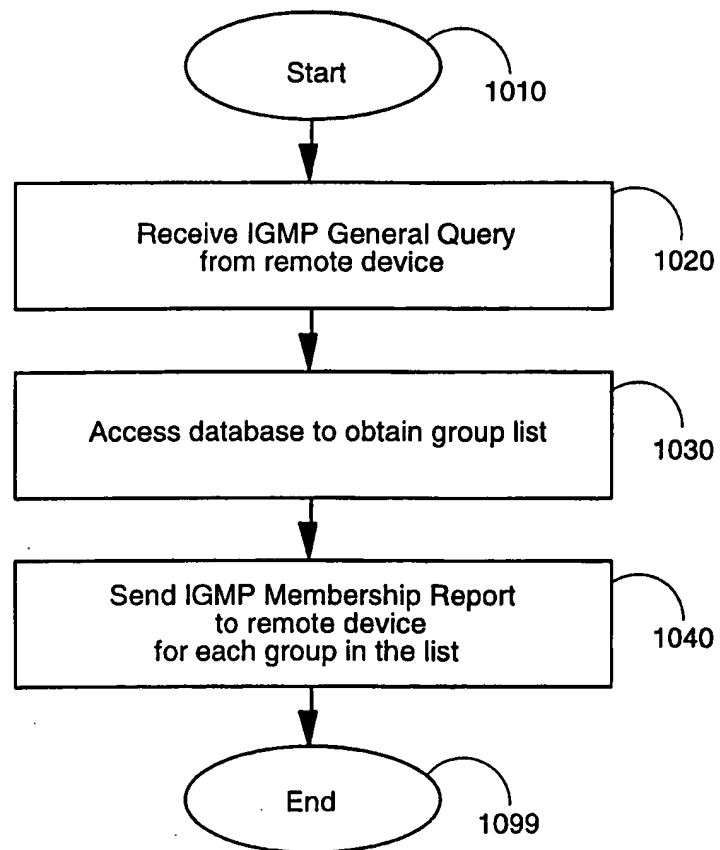 Start
1010
Receive IGMP General Query
from remote device
1020
Access database to obtain group list
1030
Send IGMP Membership Report
to remote device
for each group in the list
1040
End
1099